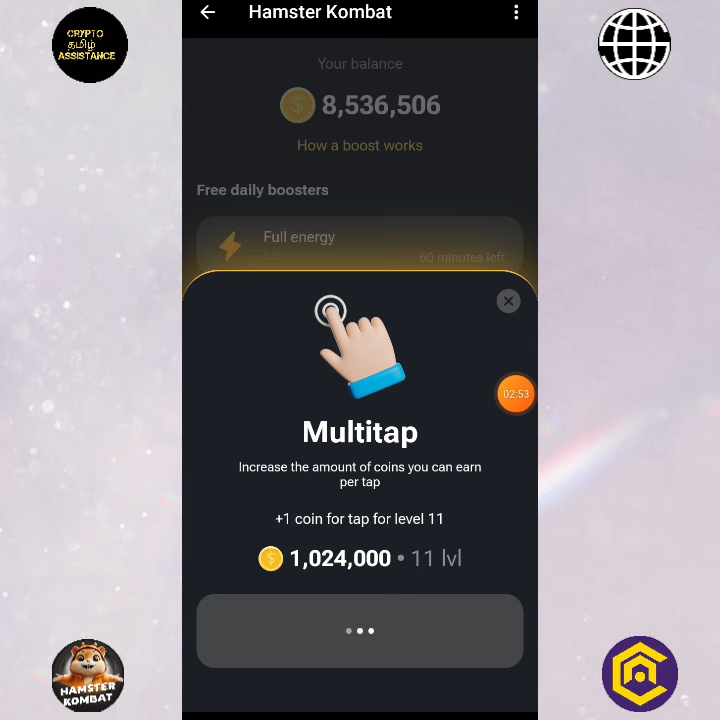 CRYPTO
தமிழ்
ASSISTANCE
Hamster Kombat
Your balance
8,536,506
How a boost works
Free daily boosters
Full energy
60 minutes left
02:53
Multitap
Increase the amount of coins you can earn
per tap
+1 coin for tap for level 11
1,024,000 • 11 lvl
HAMSTER
KOMBAT